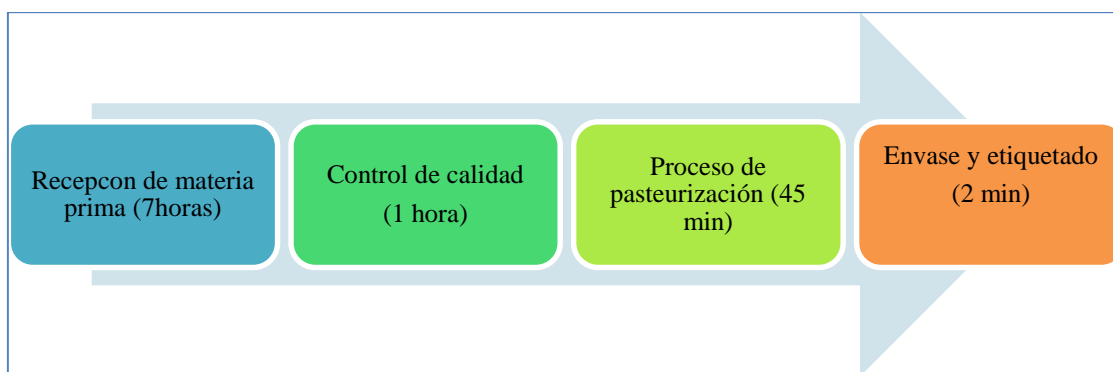 Recepcon de materia
prima (7horas)
Control de calidad
(1 hora)
Proceso de
pasteurización (45
min)
Envase y etiquetado
(2 min)